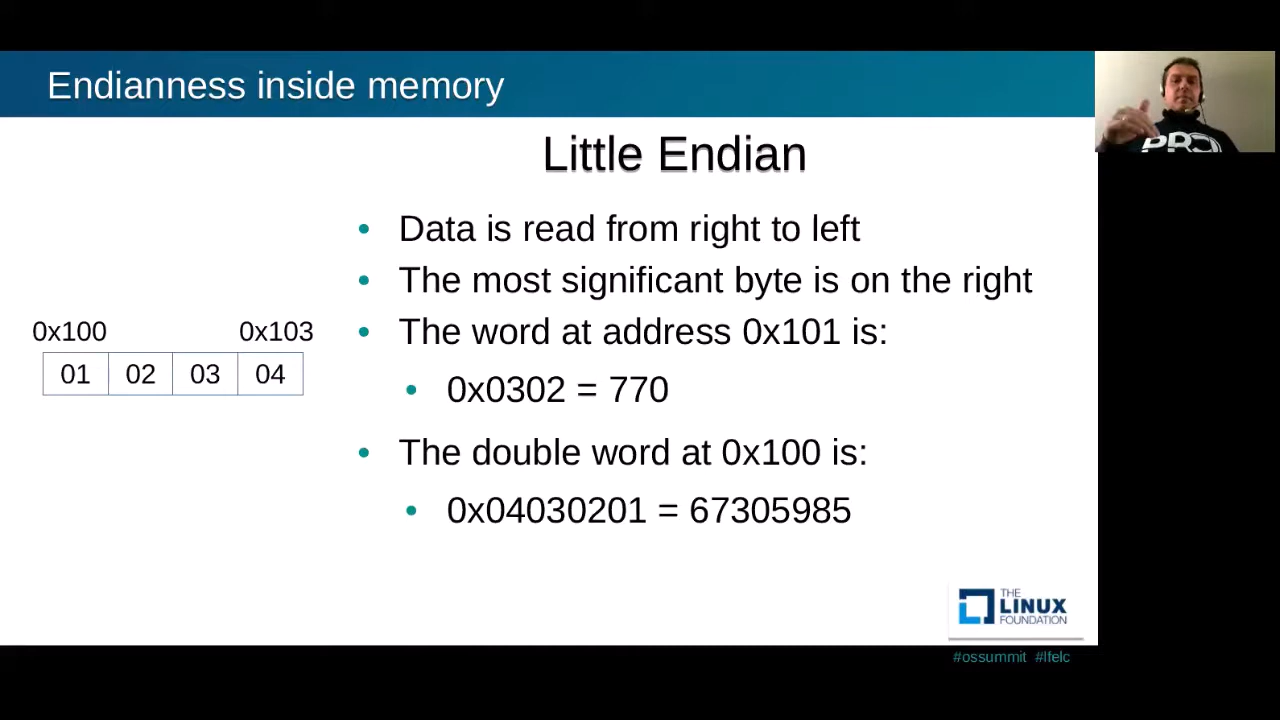 Endianness inside memory
Little Endian
• Data is read from right to left
• The most significant byte is on the right
0x100 0x103
01 02 03 04
• The word at address 0x101 is:
• 0x0302 = 770
• The double word at 0x100 is:
• 0x04030201 = 67305985
THE
LINUX
FOUNDATION
#ossummit #lfelc